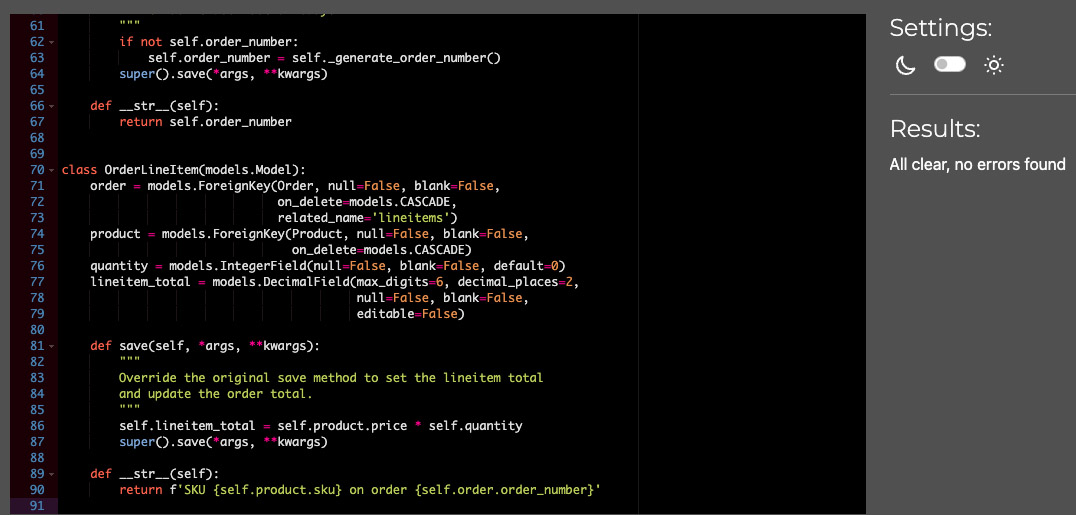 61         """
62         if not self.order_number:
63             self.order_number = self._generate_order_number()
64         super().save(*args, **kwargs)
65
66     def __str__(self):
67         return self.order_number
68
69
70 class OrderLineItem(models.Model):
71     order = models.ForeignKey(Order, null=False, blank=False,
72                               on_delete=models.CASCADE,
73                               related_name='lineitems')
74     product = models.ForeignKey(Product, null=False, blank=False,
75                                 on_delete=models.CASCADE)
76     quantity = models.IntegerField(null=False, blank=False, default=0)
77     lineitem_total = models.DecimalField(max_digits=6, decimal_places=2,
78                                          null=False, blank=False,
79                                          editable=False)
80
81     def save(self, *args, **kwargs):
82         """
83         Override the original save method to set the lineitem total
84         and update the order total.
85         """
86         self.lineitem_total = self.product.price * self.quantity
87         super().save(*args, **kwargs)
88
89     def __str__(self):
90         return f'SKU {self.product.sku} on order {self.order.order_number}'
91
Settings:
Results:
All clear, no errors found